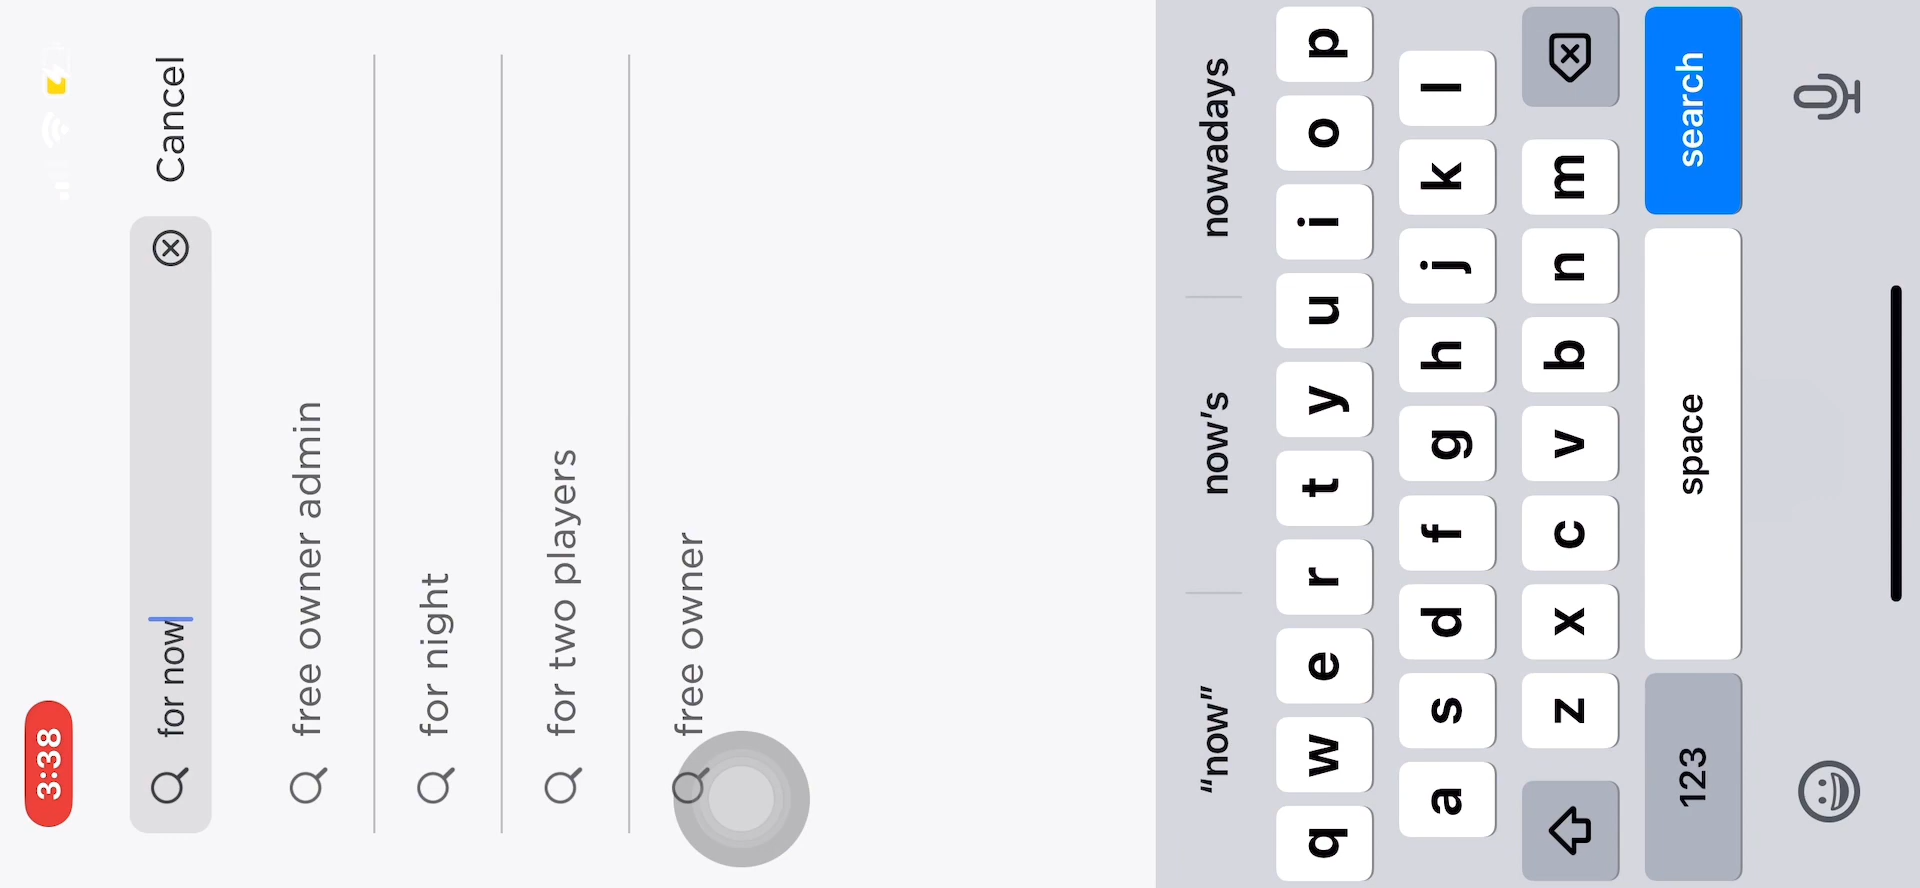 3:38
for now
Cancel
free owner admin
for night
for two players
free owner
"now" now's nowadays
q w e r t y u i o p
a s d f g h j k l
z x c v b n m
123 space search